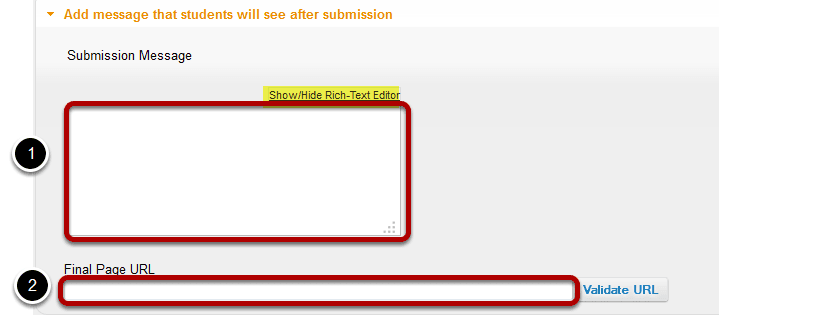 Add message that students will see after submission
Submission Message
Show/Hide Rich-Text Editor
1
Final Page URL
2
Validate URL